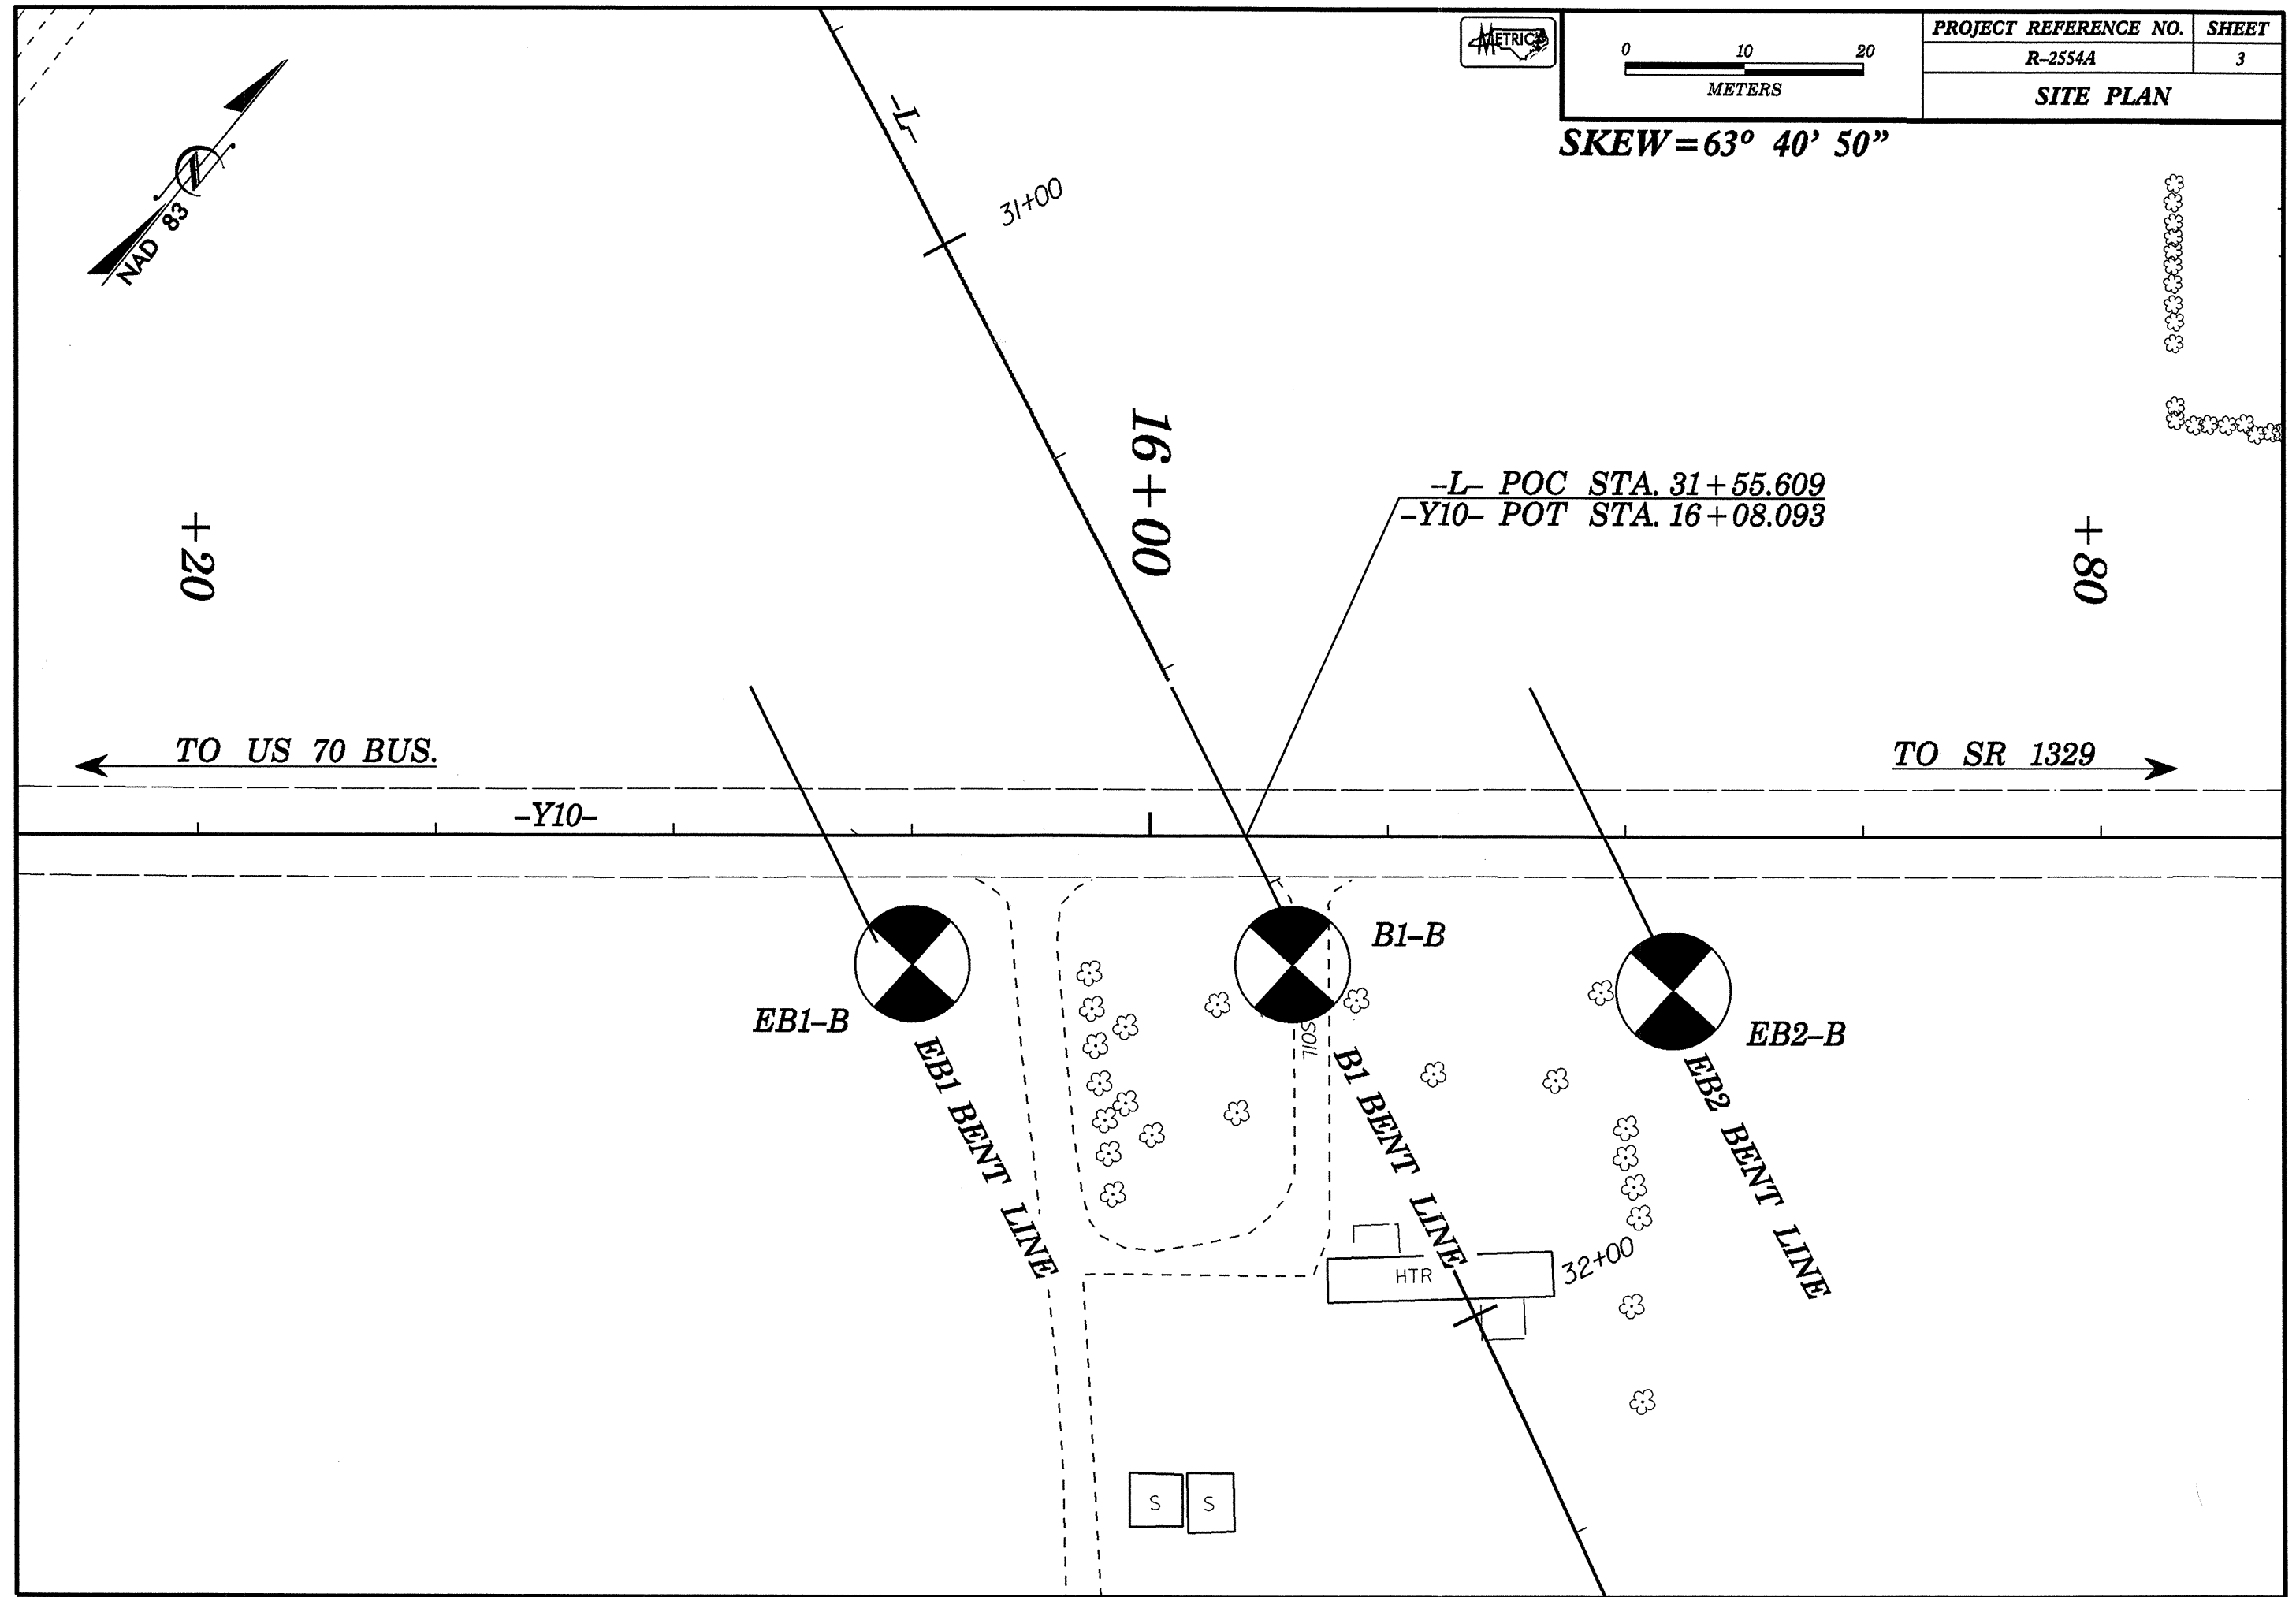 METRIC
0 10 20
METERS
PROJECT REFERENCE NO. SHEET
R-2554A 3
SITE PLAN
SKEW = 63º 40' 50"
-L-
31+00
N
NAD 83
16+00
-L- POC STA. 31+55.609
-Y10- POT STA. 16+08.093
+20
+80
TO US 70 BUS.
TO SR 1329
-Y10-
B1-B
EB1-B
EB2-B
SOIL
EB1 BENT LINE
B1 BENT LINE
EB2 BENT LINE
32+00
HTR
S S